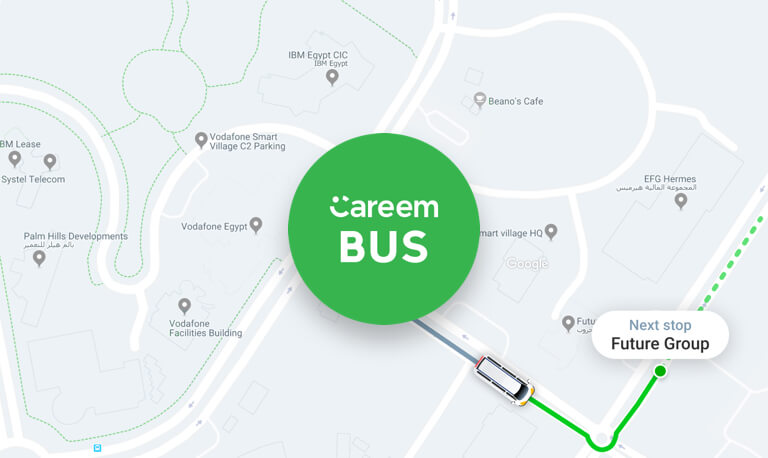 IBM Egypt CIC
IBM Egypt
Beano's Cafe
Vodafone Smart
Village C2 Parking
BM Lease
Systel Telecom
EFG Hermes
المجموعة المالية هيرميس
Careem
BUS
Vodafone Egypt
mart village HQ
Palm Hills Developments
بالم هيلز للتعمير
Google
Vodafone
Facilities Building
Futu
Next stop
Future Group